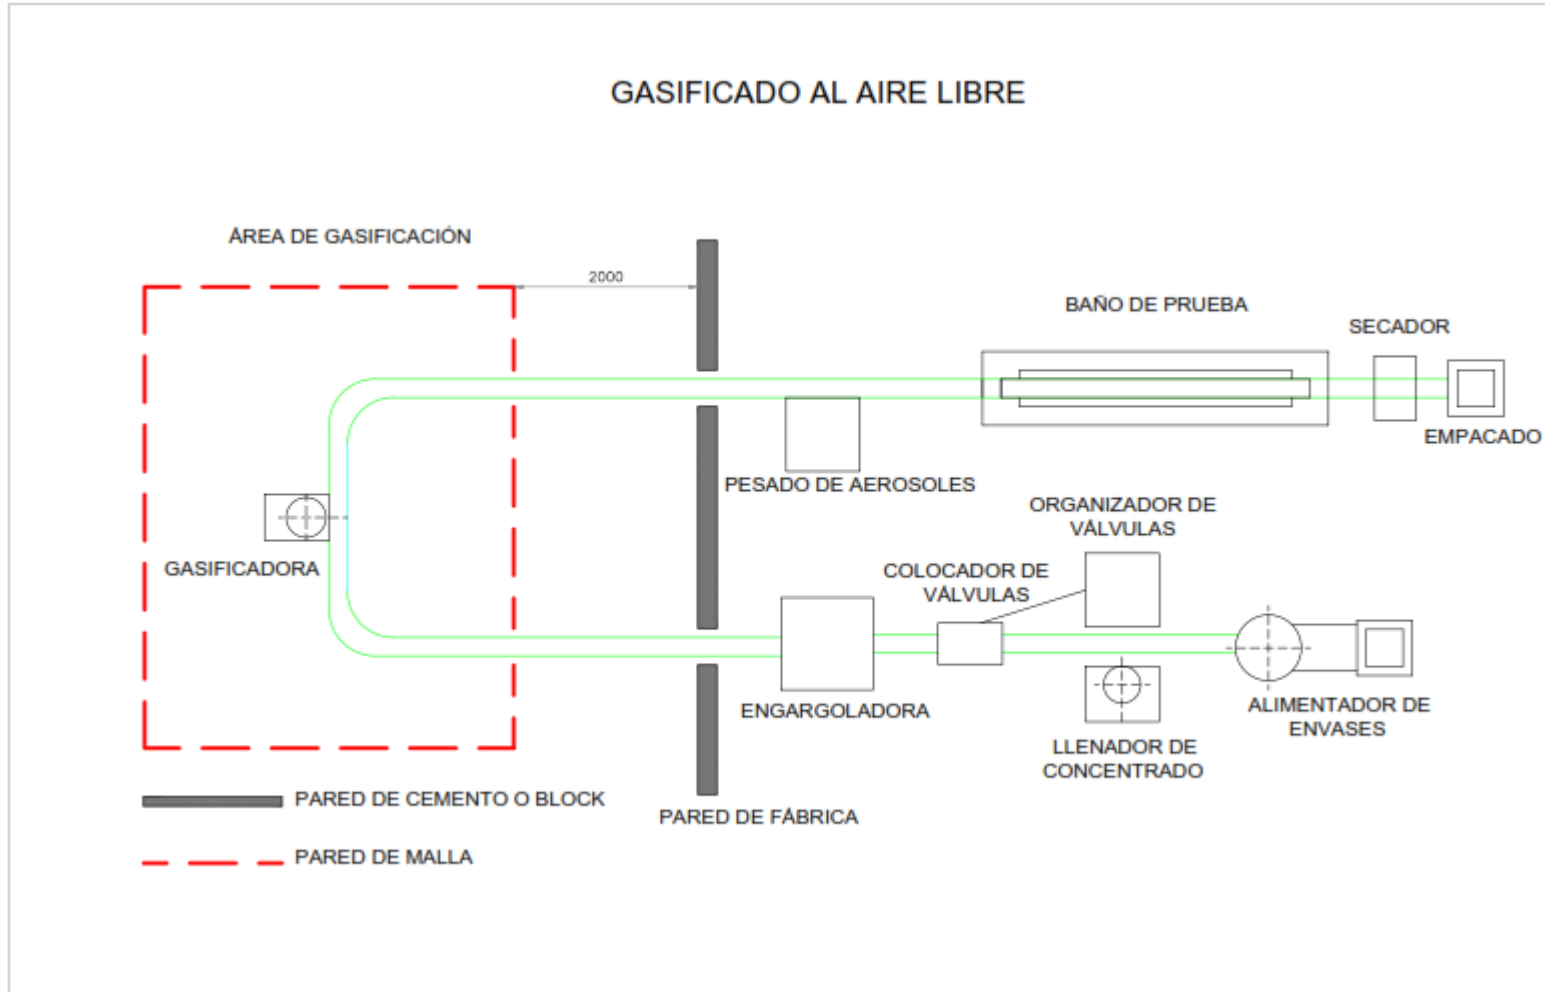 GASIFICADO AL AIRE LIBRE
ÁREA DE GASIFICACIÓN
2000
BAÑO DE PRUEBA
SECADOR
EMPACADO
PESADO DE AEROSOLES
ORGANIZADOR DE
VÁLVULAS
COLOCADOR DE
VÁLVULAS
GASIFICADORA
ENGARGOLADORA
ALIMENTADOR DE
ENVASES
LLENADOR DE
CONCENTRADO
PARED DE CEMENTO O BLOCK
PARED DE FÁBRICA
PARED DE MALLA